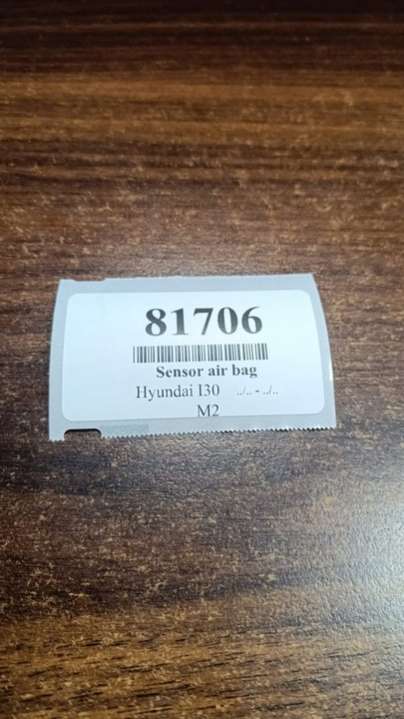 81706
Sensor air bag
Hyundai I30 ../.. - ../..
M2